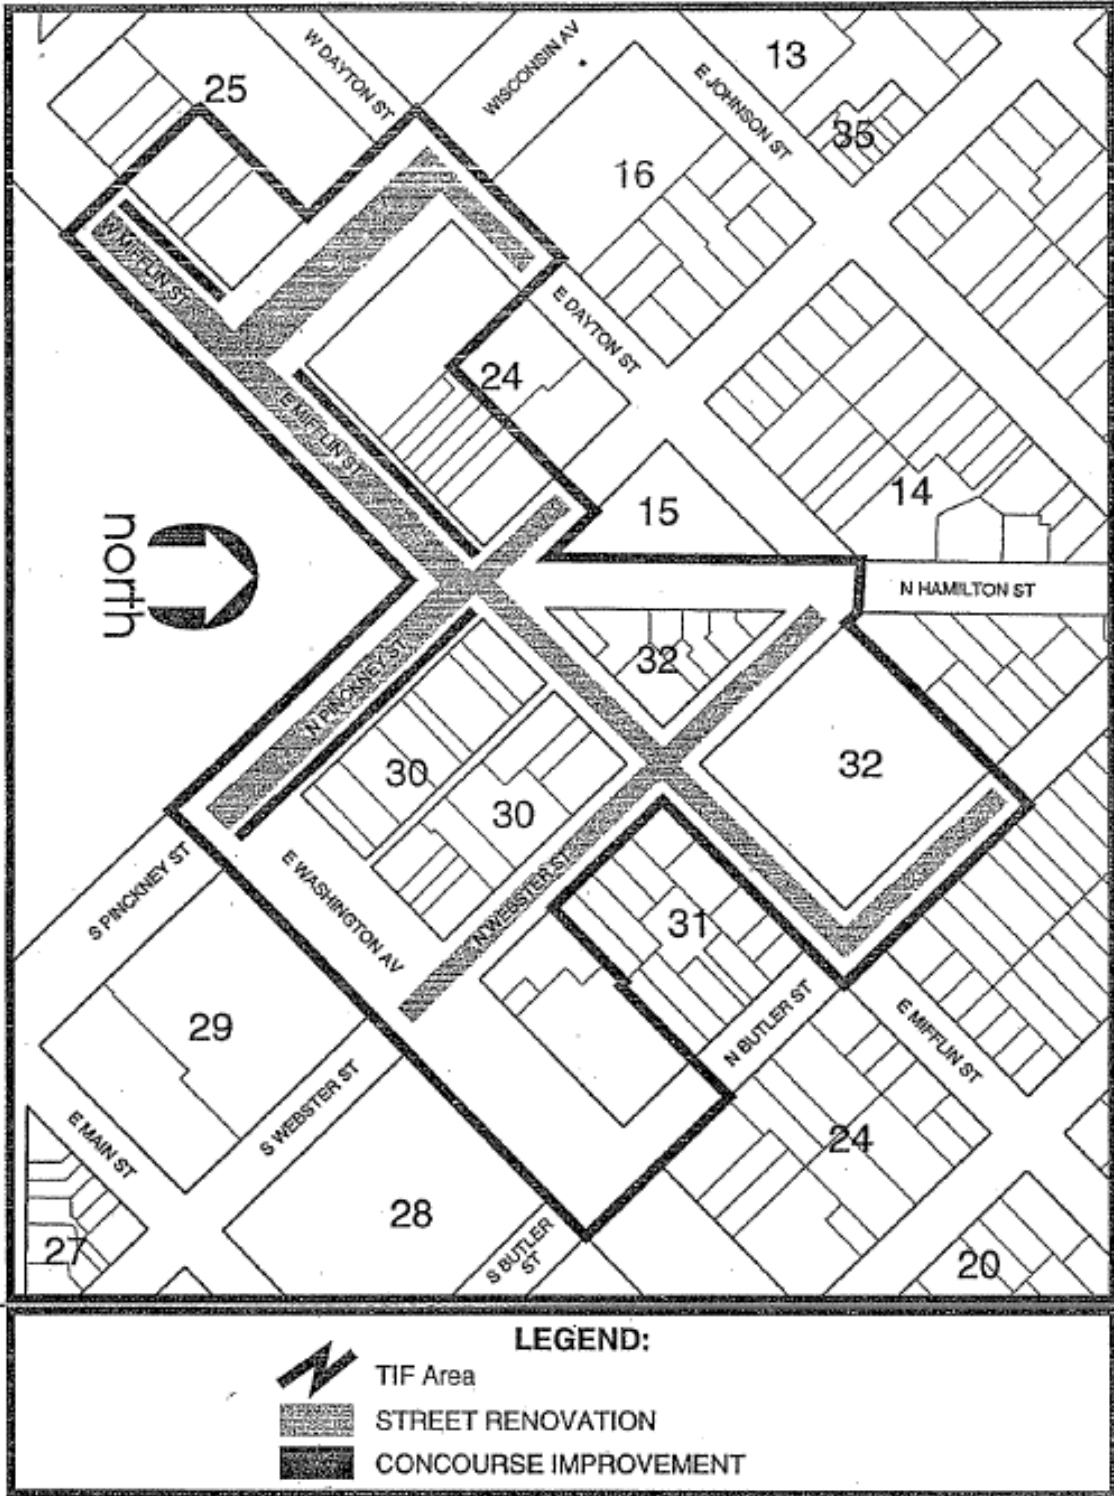 W DAYTON ST
WISCONSIN AV
13
25
E JOHNSON ST
35
16
W MIFFLIN ST
E DAYTON ST
24
E MIFFLIN ST
14
15
north
N HAMILTON ST
32
N PINCKNEY ST
30
32
30
E WASHINGTON AV
S PINCKNEY ST
N WEBSTER ST
31
29
N BUTLER ST
E MIFFLIN ST
S WEBSTER ST
E MAIN ST
24
28
27
S BUTLER
ST
20
LEGEND:
TIF Area
STREET RENOVATION
CONCOURSE IMPROVEMENT